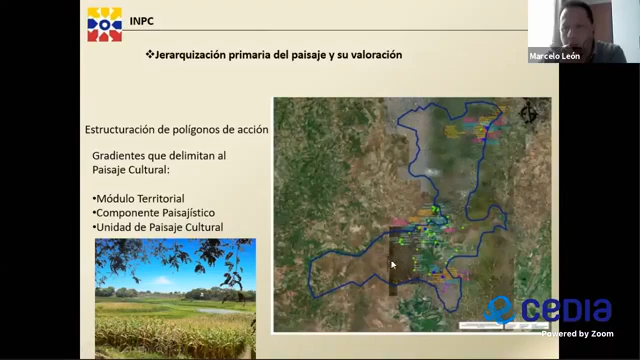 INPC
❖Jerarquización primaria del paisaje y su valoración
Marcelo León
Estructuración de polígonos de acción
Gradientes que delimitan al
Paisaje Cultural:
•Módulo Territorial
•Componente Paisajístico
•Unidad de Paisaje Cultural
CEDIA
Powered by Zoom